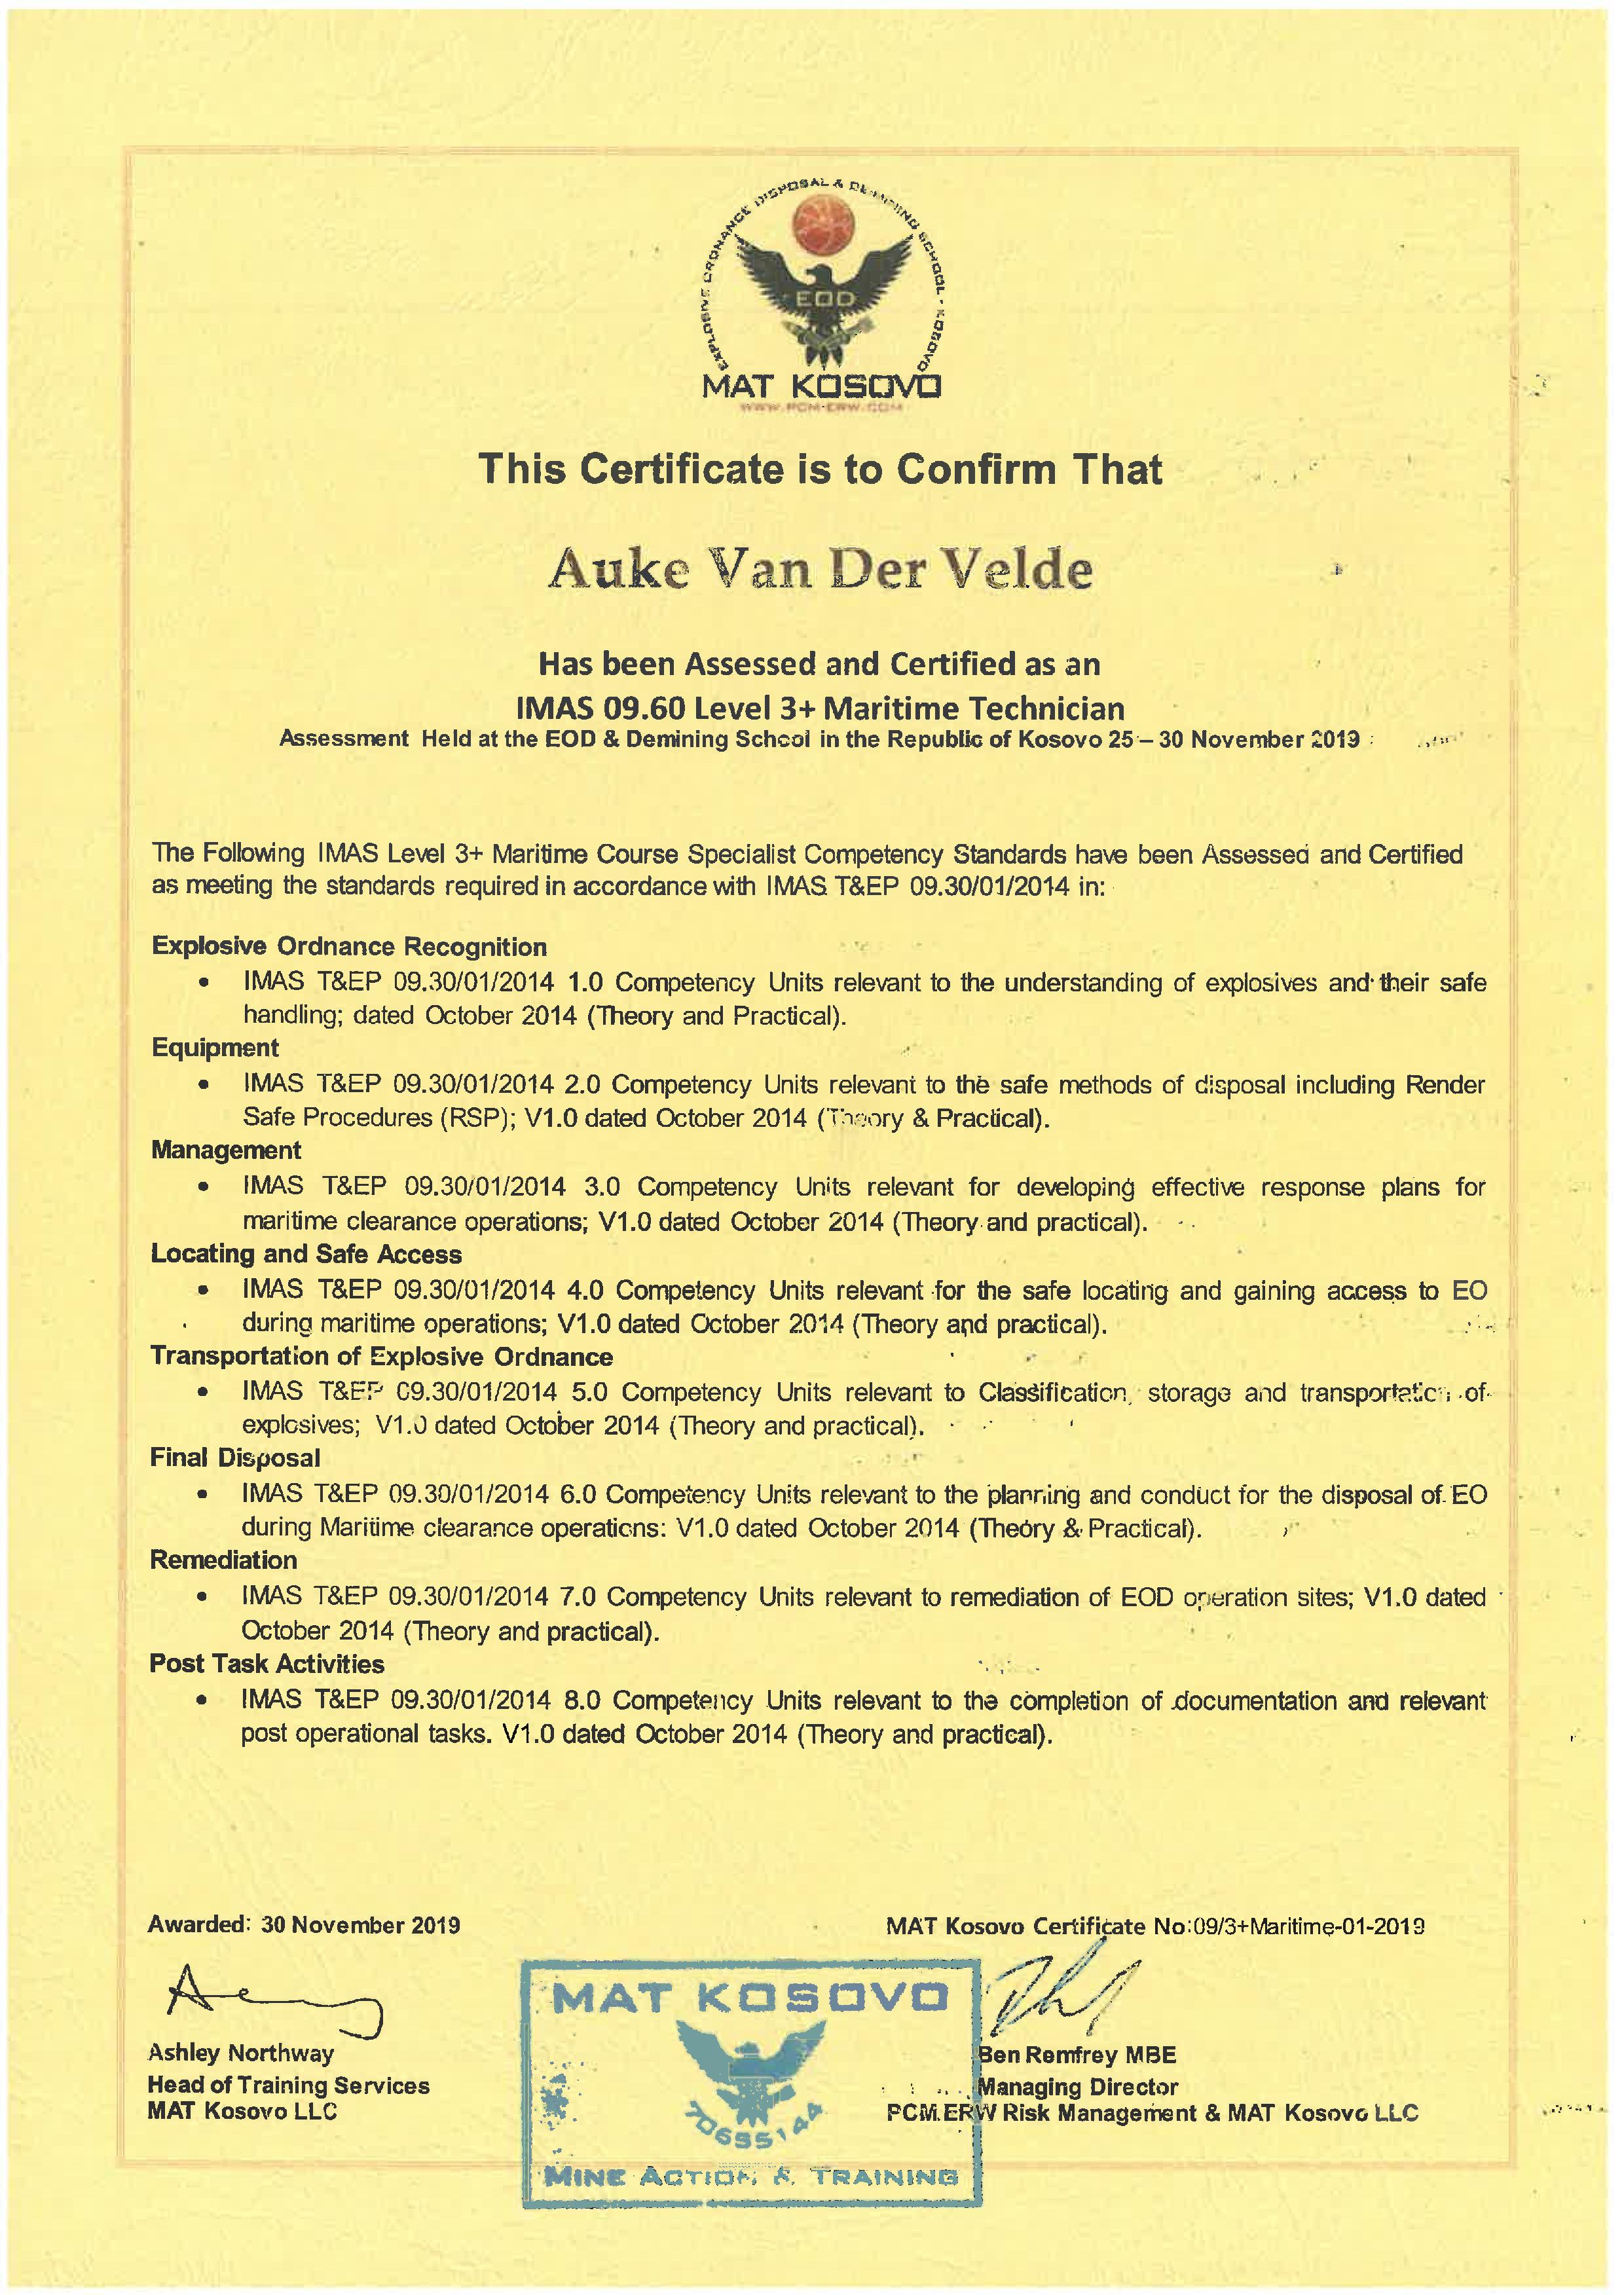 EXPLOSIVE ORDNANCE DISPOSAL & DEMINING SCHOOL - KOSOVO
EOD
MAT KOSOVO
WWW.PCM-ERW.COM
This Certificate is to Confirm That
Auke Van Der Velde
Has been Assessed and Certified as an
IMAS 09.60 Level 3+ Maritime Technician
Assessment Held at the EOD & Demining School in the Republic of Kosovo 25 – 30 November 2019
The Following IMAS Level 3+ Maritime Course Specialist Competency Standards have been Assessed and Certified
as meeting the standards required in accordance with IMAS T&EP 09.30/01/2014 in:
Explosive Ordnance Recognition
• IMAS T&EP 09.30/01/2014 1.0 Competency Units relevant to the understanding of explosives and their safe
handling; dated October 2014 (Theory and Practical).
Equipment
• IMAS T&EP 09.30/01/2014 2.0 Competency Units relevant to the safe methods of disposal including Render
Safe Procedures (RSP); V1.0 dated October 2014 (Theory & Practical).
Management
• IMAS T&EP 09.30/01/2014 3.0 Competency Units relevant for developing effective response plans for
maritime clearance operations; V1.0 dated October 2014 (Theory and practical).
Locating and Safe Access
• IMAS T&EP 09.30/01/2014 4.0 Competency Units relevant for the safe locating and gaining access to EO
during maritime operations; V1.0 dated October 2014 (Theory and practical).
Transportation of Explosive Ordnance
• IMAS T&EP 09.30/01/2014 5.0 Competency Units relevant to Classification, storage and transportation of
explosives; V1.0 dated October 2014 (Theory and practical).
Final Disposal
• IMAS T&EP 09.30/01/2014 6.0 Competency Units relevant to the planning and conduct for the disposal of EO
during Maritime clearance operations: V1.0 dated October 2014 (Theory & Practical).
Remediation
• IMAS T&EP 09.30/01/2014 7.0 Competency Units relevant to remediation of EOD operation sites; V1.0 dated
October 2014 (Theory and practical).
Post Task Activities
• IMAS T&EP 09.30/01/2014 8.0 Competency Units relevant to the completion of documentation and relevant
post operational tasks. V1.0 dated October 2014 (Theory and practical).
Awarded: 30 November 2019
MAT Kosovo Certificate No:09/3+Maritime-01-2019
MAT KOSOVO
70655144
MINE ACTION & TRAINING
Ashley Northway
Head of Training Services
MAT Kosovo LLC
Ben Remfrey MBE
Managing Director
PCM.ERW Risk Management & MAT Kosovo LLC